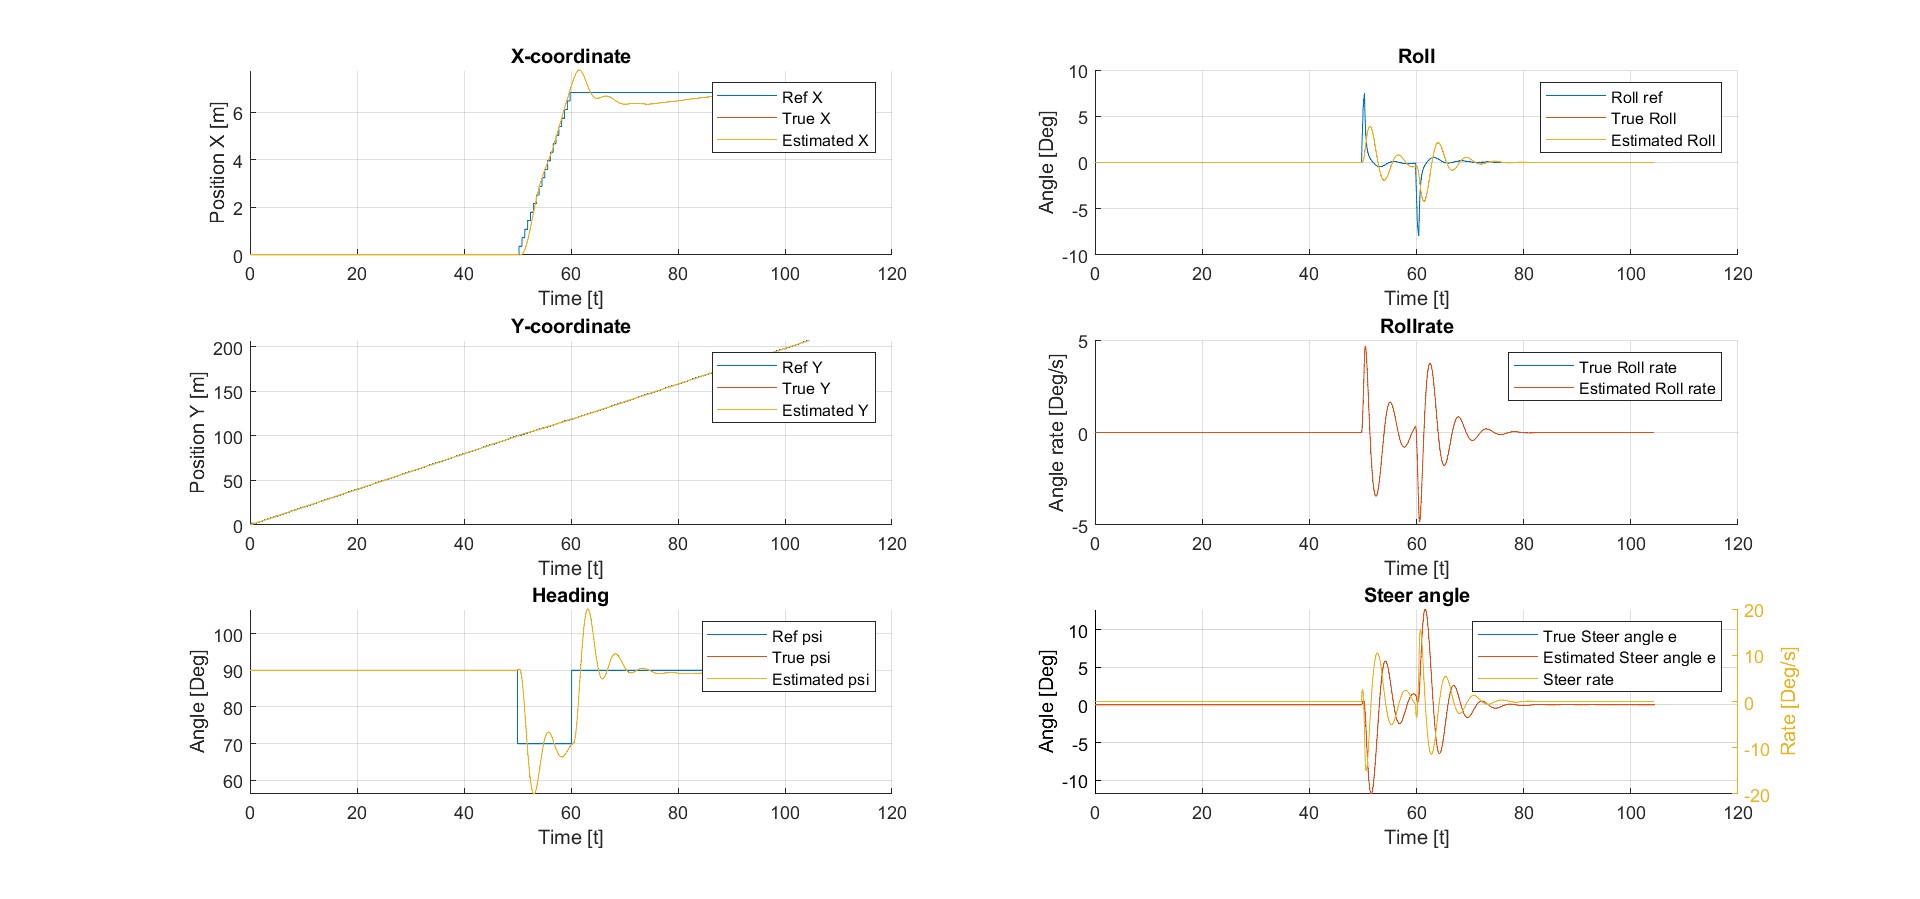 X-coordinate
Position X [m]
6
4
2
0
0 20 40 60 80 100 120
Time [t]
Ref X
True X
Estimated X
Roll
Angle [Deg]
10
5
0
-5
-10
0 20 40 60 80 100 120
Time [t]
Roll ref
True Roll
Estimated Roll
Y-coordinate
Position Y [m]
200
150
100
50
0
0 20 40 60 80 100 120
Time [t]
Ref Y
True Y
Estimated Y
Rollrate
Angle rate [Deg/s]
5
0
-5
0 20 40 60 80 100 120
Time [t]
True Roll rate
Estimated Roll rate
Heading
Angle [Deg]
100
90
80
70
60
0 20 40 60 80 100 120
Time [t]
Ref psi
True psi
Estimated psi
Steer angle
Angle [Deg]
10
5
0
-5
-10
0 20 40 60 80 100 120
Time [t]
True Steer angle e
Estimated Steer angle e
Steer rate
20
10
0
-10
-20
Rate [Deg/s]